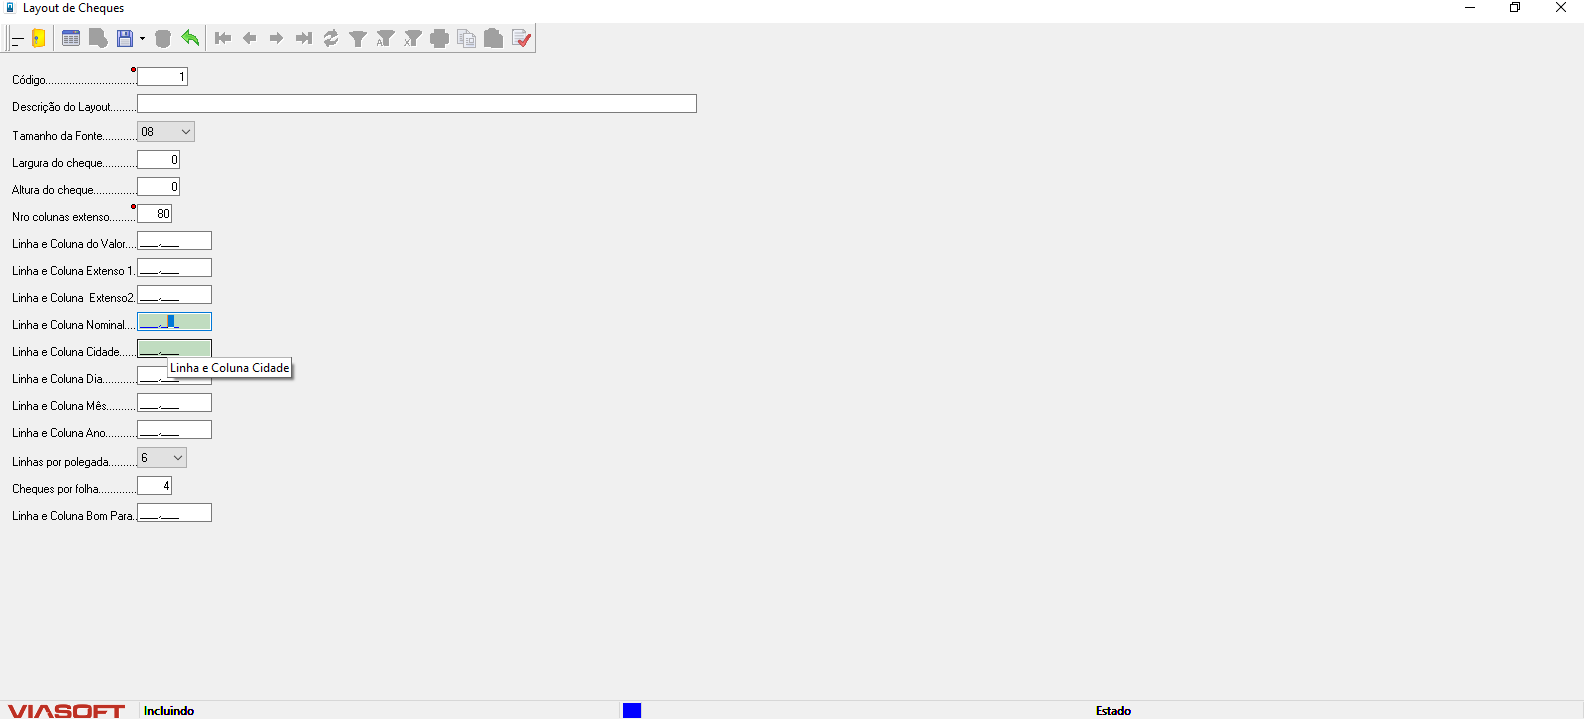 Layout de Cheques
Código............................... 1
Descrição do Layout.........
Tamanho da Fonte............ 08
Largura do cheque............ 0
Altura do cheque............... 0
Nro colunas extenso......... 80
Linha e Coluna do Valor.... ___,___
Linha e Coluna Extenso 1. ___,___
Linha e Coluna  Extenso2. ___,___
Linha e Coluna Nominal.... ___,___
Linha e Coluna Cidade...... ___,___
Linha e Coluna Cidade
Linha e Coluna Dia............ ___,___
Linha e Coluna Mês.......... ___,___
Linha e Coluna Ano........... ___,___
Linhas por polegada.......... 6
Cheques por folha............. 4
Linha e Coluna Bom Para.. ___,___
VIASOFT Incluindo Estado